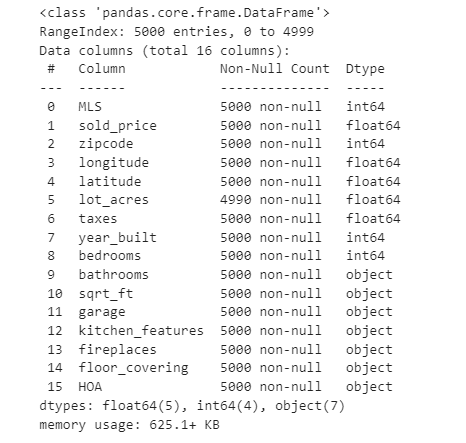 <class 'pandas.core.frame.DataFrame'>
RangeIndex: 5000 entries, 0 to 4999
Data columns (total 16 columns):
 #   Column            Non-Null Count  Dtype
---  ------            --------------  -----
 0   MLS               5000 non-null   int64
 1   sold_price        5000 non-null   float64
 2   zipcode           5000 non-null   int64
 3   longitude         5000 non-null   float64
 4   latitude          5000 non-null   float64
 5   lot_acres         4990 non-null   float64
 6   taxes             5000 non-null   float64
 7   year_built        5000 non-null   int64
 8   bedrooms          5000 non-null   int64
 9   bathrooms         5000 non-null   object
 10  sqrt_ft           5000 non-null   object
 11  garage            5000 non-null   object
 12  kitchen_features  5000 non-null   object
 13  fireplaces        5000 non-null   object
 14  floor_covering    5000 non-null   object
 15  HOA               5000 non-null   object
dtypes: float64(5), int64(4), object(7)
memory usage: 625.1+ KB